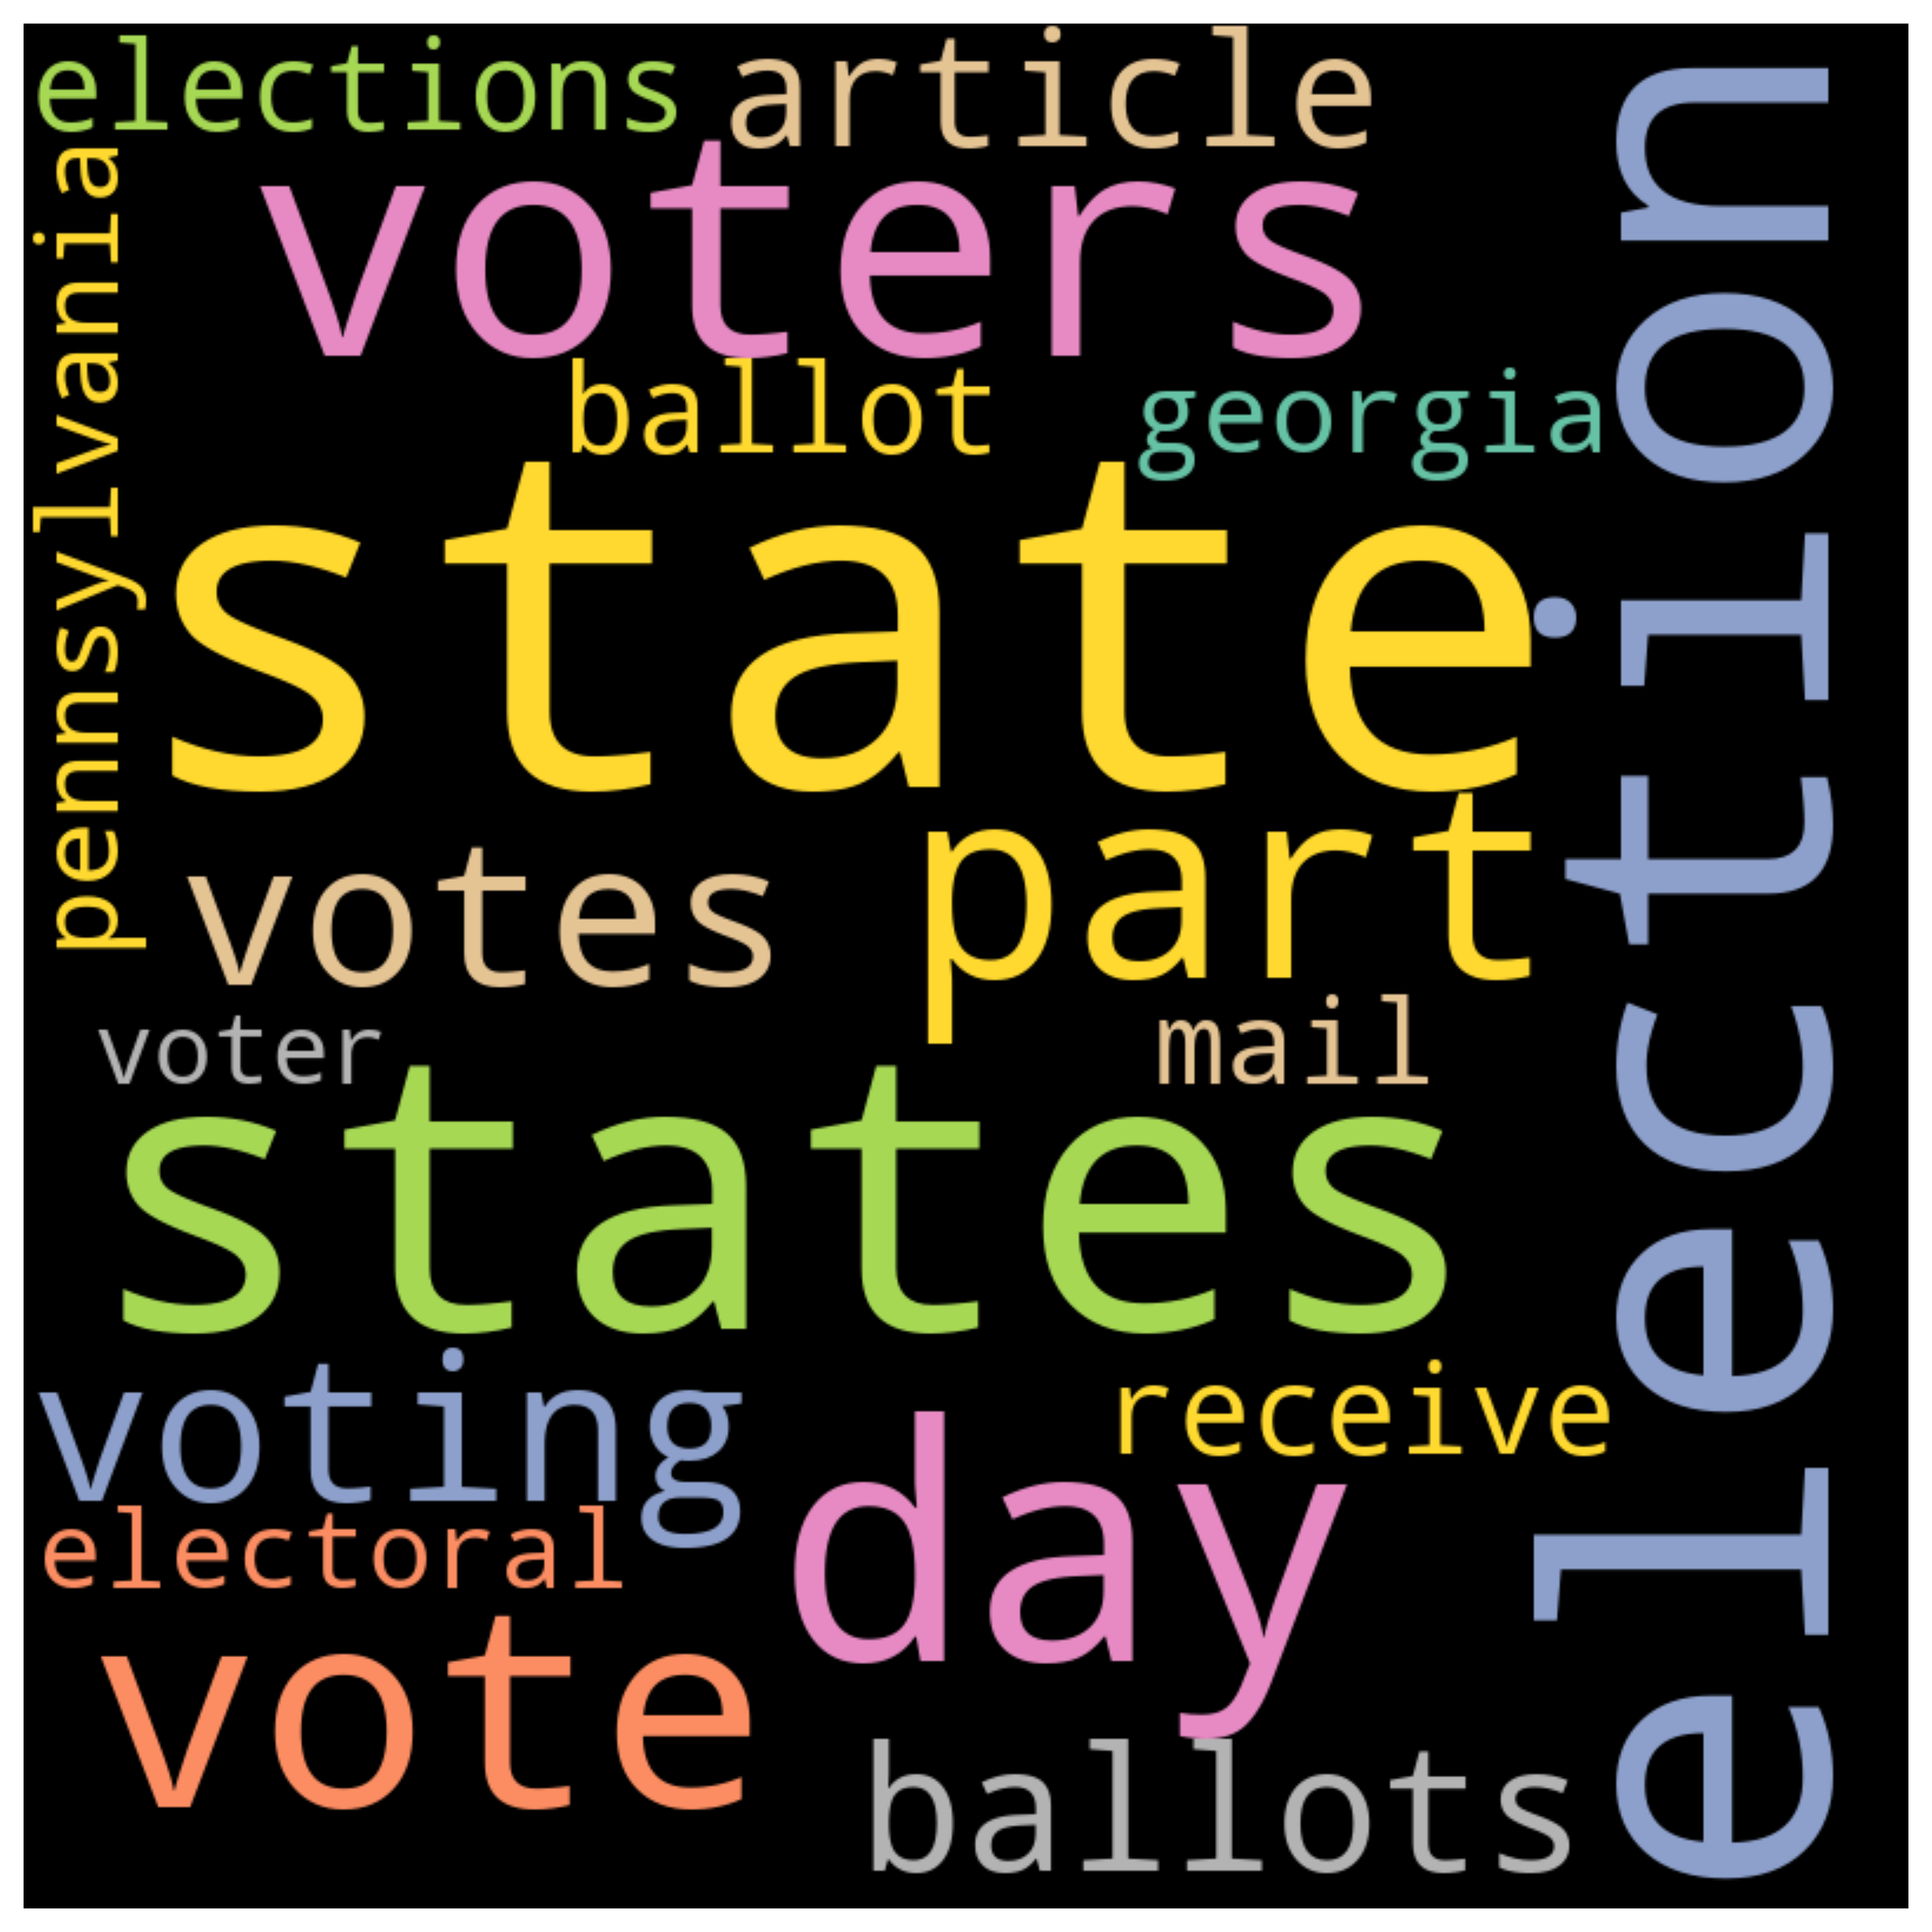 elections
article
voters
pennsylvania
ballot
georgia
state
election
votes
part
voter
mail
states
voting
receive
day
electoral
vote
ballots